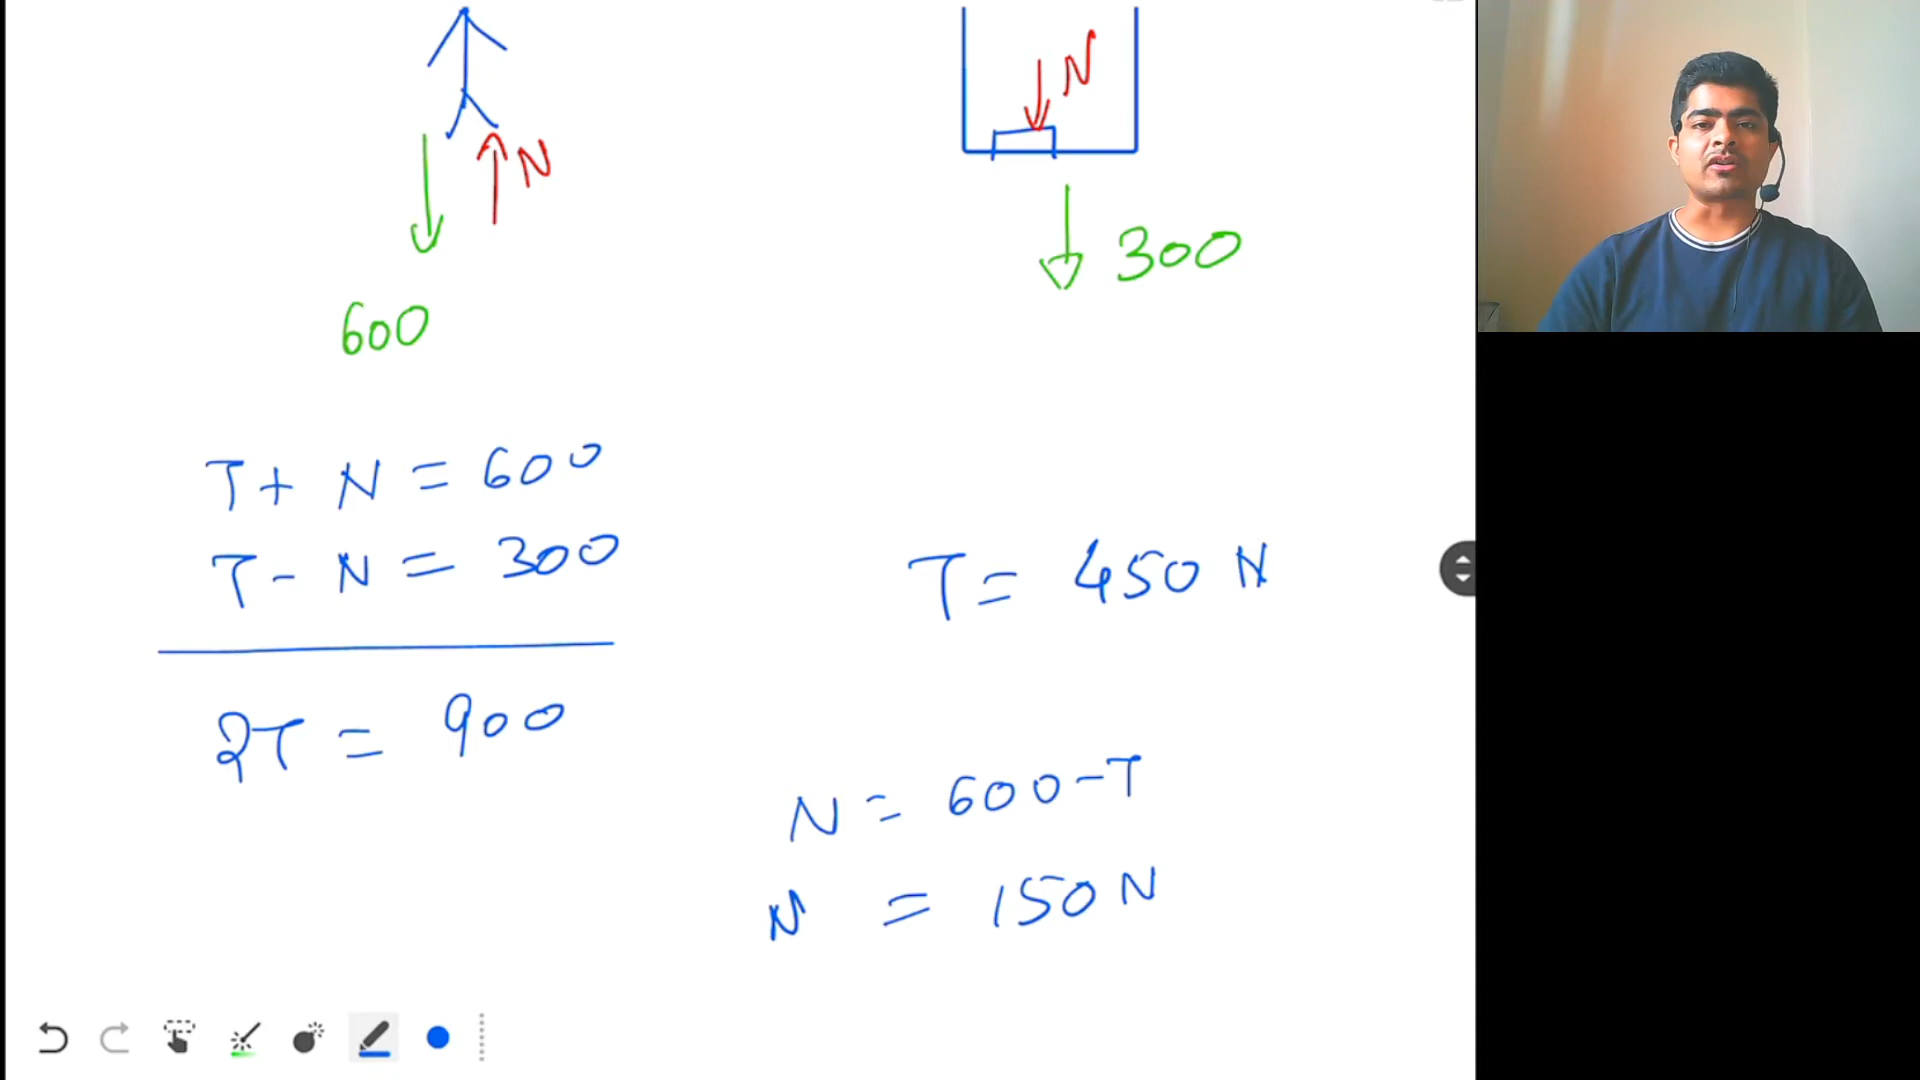 N
N
300
600
T + N = 600
T - N = 300
T = 450 N
2T = 900
N = 600 - T
N = 150 N